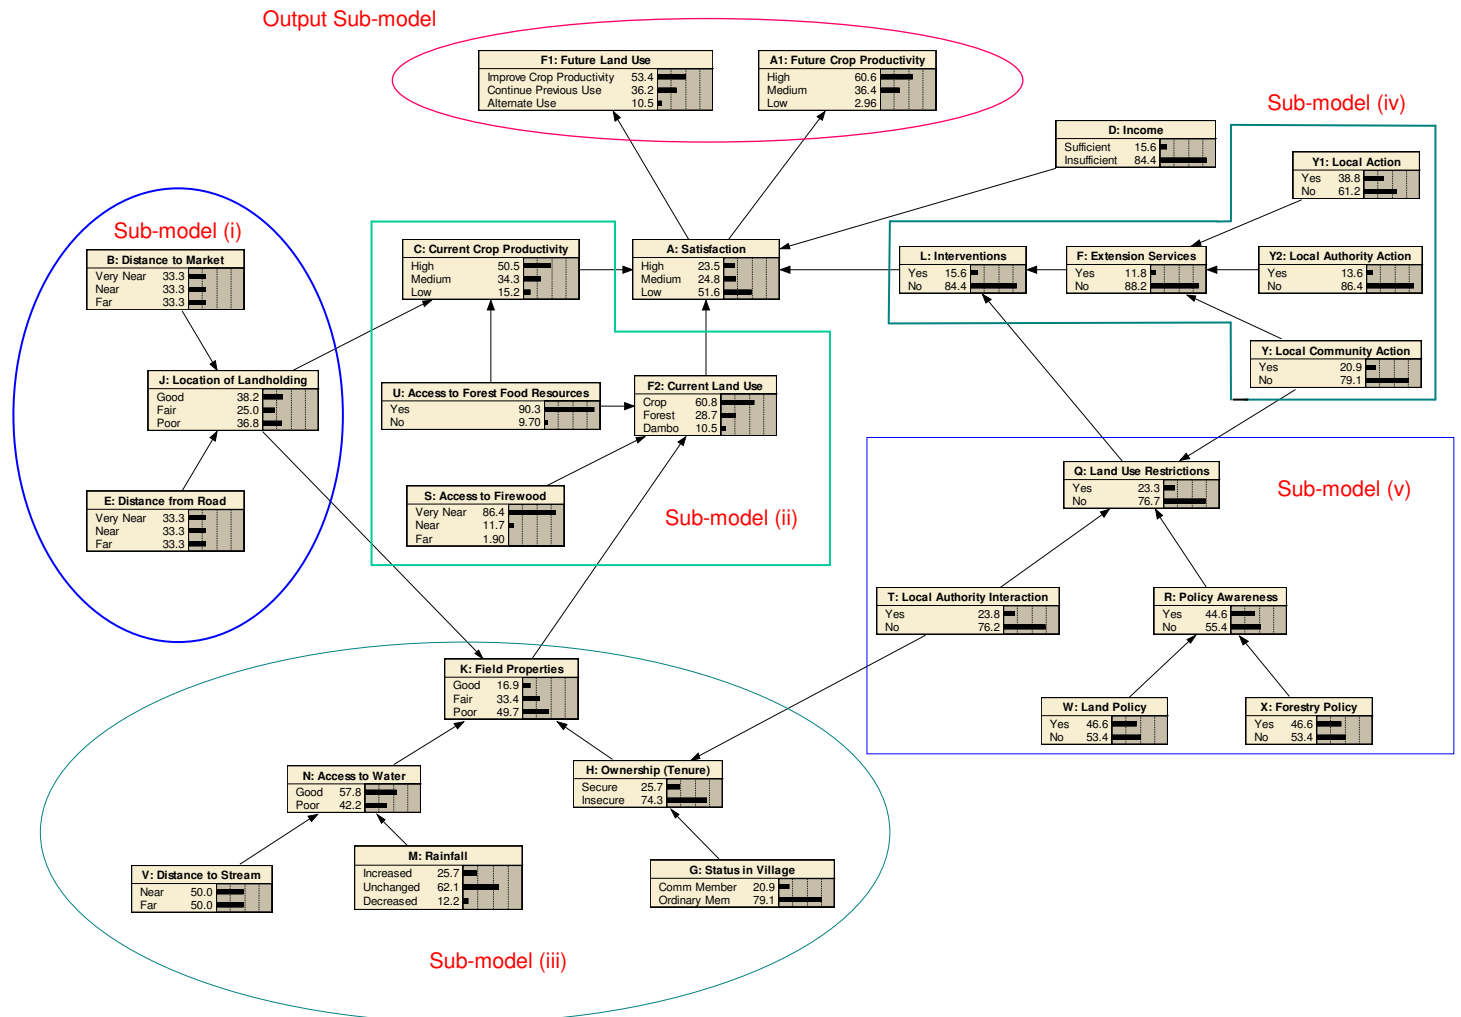 Output Sub-model
F1: Future Land Use
Improve Crop Productivity 53.4
Continue Previous Use 36.2
Alternate Use 10.5
A1: Future Crop Productivity
High 60.6
Medium 36.4
Low 2.96
Sub-model (iv)
D: Income
Sufficient 15.6
Insufficient 84.4
Y1: Local Action
Yes 38.8
No 61.2
Sub-model (i)
B: Distance to Market
Very Near 33.3
Near 33.3
Far 33.3
C: Current Crop Productivity
High 50.5
Medium 34.3
Low 15.2
A: Satisfaction
High 23.5
Medium 24.8
Low 51.6
L: Interventions
Yes 15.6
No 84.4
F: Extension Services
Yes 11.8
No 88.2
Y2: Local Authority Action
Yes 13.6
No 86.4
Y: Local Community Action
Yes 20.9
No 79.1
J: Location of Landholding
Good 38.2
Fair 25.0
Poor 36.8
U: Access to Forest Food Resources
Yes 90.3
No 9.70
F2: Current Land Use
Crop 60.8
Forest 28.7
Dambo 10.5
E: Distance from Road
Very Near 33.3
Near 33.3
Far 33.3
S: Access to Firewood
Very Near 86.4
Near 11.7
Far 1.90
Sub-model (ii)
Q: Land Use Restrictions
Yes 23.3
No 76.7
Sub-model (v)
T: Local Authority Interaction
Yes 23.8
No 76.2
R: Policy Awareness
Yes 44.6
No 55.4
K: Field Properties
Good 16.9
Fair 33.4
Poor 49.7
W: Land Policy
Yes 46.6
No 53.4
X: Forestry Policy
Yes 46.6
No 53.4
N: Access to Water
Good 57.8
Poor 42.2
H: Ownership (Tenure)
Secure 25.7
Insecure 74.3
V: Distance to Stream
Near 50.0
Far 50.0
M: Rainfall
Increased 25.7
Unchanged 62.1
Decreased 12.2
G: Status in Village
Comm Member 20.9
Ordinary Mem 79.1
Sub-model (iii)